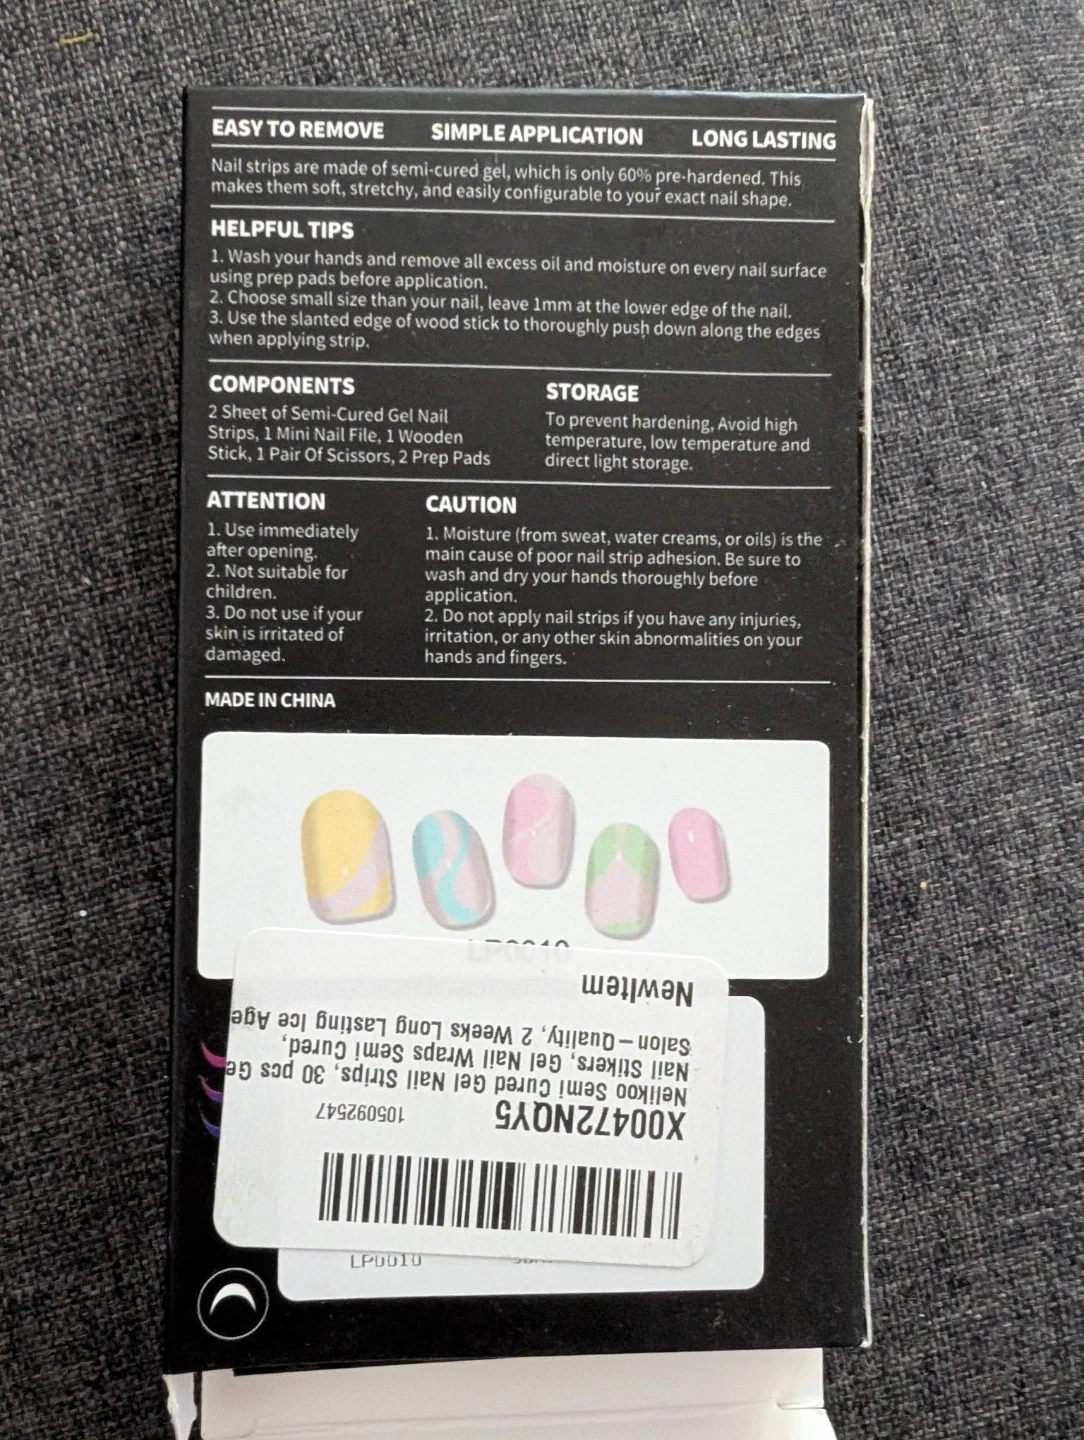 EASY TO REMOVE SIMPLE APPLICATION LONG LASTING
Nail strips are made of semi-cured gel, which is only 60% pre-hardened. This
makes them soft, stretchy, and easily configurable to your exact nail shape.
HELPFUL TIPS
1. Wash your hands and remove all excess oil and moisture on every nail surface
using prep pads before application.
2. Choose small size than your nail, leave 1mm at the lower edge of the nail.
3. Use the slanted edge of wood stick to thoroughly push down along the edges
when applying strip.
COMPONENTS
2 Sheet of Semi-Cured Gel Nail
Strips, 1 Mini Nail File, 1 Wooden
Stick, 1 Pair Of Scissors, 2 Prep Pads
STORAGE
To prevent hardening, Avoid high
temperature, low temperature and
direct light storage.
ATTENTION
1. Use immediately
after opening.
2. Not suitable for
children.
3. Do not use if your
skin is irritated of
damaged.
CAUTION
1. Moisture (from sweat, water creams, or oils) is the
main cause of poor nail strip adhesion. Be sure to
wash and dry your hands thoroughly before
application.
2. Do not apply nail strips if you have any injuries,
irritation, or any other skin abnormalities on your
hands and fingers.
MADE IN CHINA
LP0010
X00472NQY5 105092547
Neilkoo Semi Cured Gel Nail Strips, 30 pcs Ge
Nail Stikers, Gel Nail Wraps Semi Cured,
Salon – Quality, 2 Weeks Long Lasting Ice Age
NewItem
LP0010